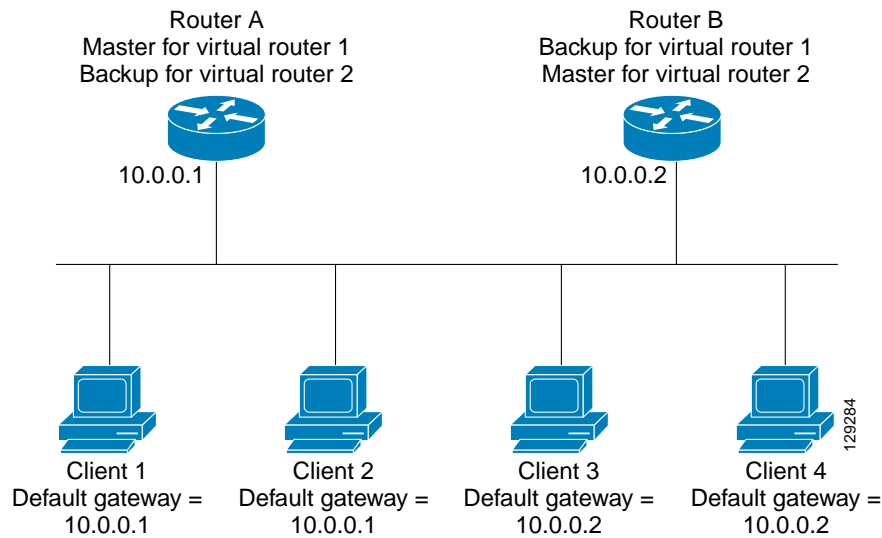 Router A
Master for virtual router 1
Backup for virtual router 2
Router B
Backup for virtual router 1
Master for virtual router 2
10.0.0.1
10.0.0.2
Client 1
Default gateway =
10.0.0.1
Client 2
Default gateway =
10.0.0.1
Client 3
Default gateway =
10.0.0.2
Client 4
Default gateway =
10.0.0.2
129284